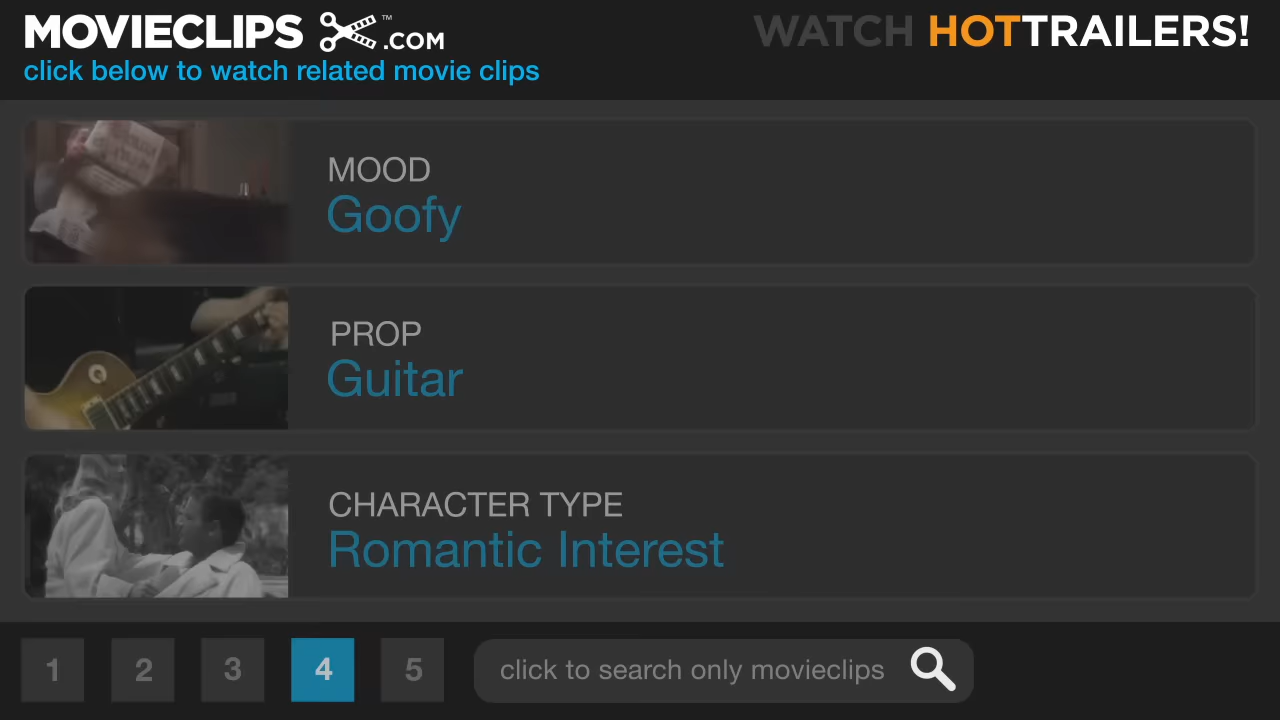 MOVIECLIPS™.COM
WATCH HOTTRAILERS!
click below to watch related movie clips
MOOD
Goofy
PROP
Guitar
CHARACTER TYPE
Romantic Interest
1 2 3 4 5
click to search only movieclips